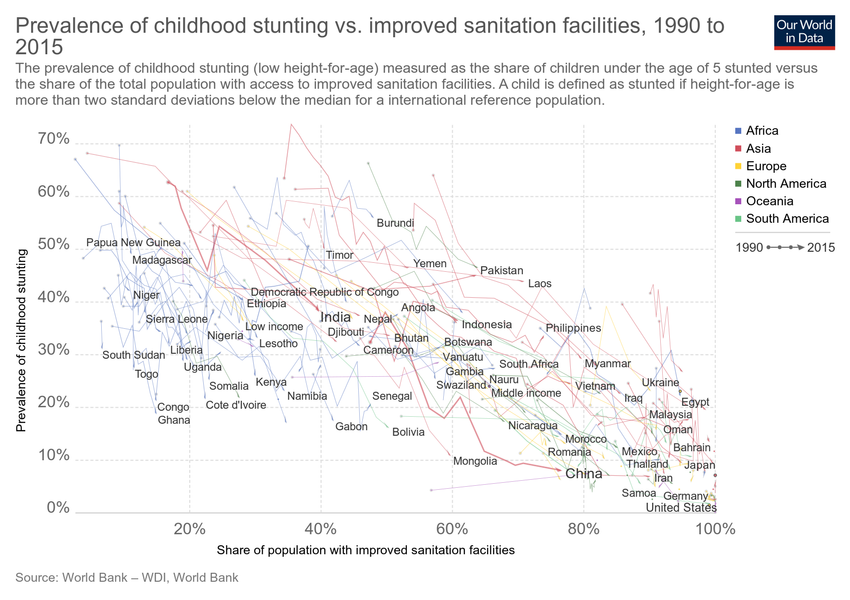 Prevalence of childhood stunting vs. improved sanitation facilities, 1990 to
2015
Our World
in Data
The prevalence of childhood stunting (low height-for-age) measured as the share of children under the age of 5 stunted versus
the share of the total population with access to improved sanitation facilities. A child is defined as stunted if height-for-age is
more than two standard deviations below the median for a international reference population.
Africa
Asia
Europe
North America
Oceania
South America
1990
2015
Prevalence of childhood stunting
70%
60%
50%
40%
30%
20%
10%
0%
Burundi
Papua New Guinea
Madagascar
Timor
Yemen
Pakistan
Laos
Niger
Democratic Republic of Congo
Ethiopia
Angola
Sierra Leone
India
Nepal
Indonesia
Low income
Djibouti
Philippines
Nigeria
Lesotho
Bhutan
Botswana
South Sudan
Liberia
Cameroon
Vanuatu
Uganda
South Africa
Myanmar
Togo
Gambia
Somalia
Kenya
Swaziland
Nauru
Vietnam
Ukraine
Namibia
Senegal
Middle income
Iraq
Egypt
Congo
Cote d'Ivoire
Malaysia
Ghana
Gabon
Bolivia
Nicaragua
Oman
Morocco
Romania
Mexico
Bahrain
Mongolia
Thailand
Japan
China
Iran
Samoa
Germany
United States
20%
40%
60%
80%
100%
Share of population with improved sanitation facilities
Source: World Bank – WDI, World Bank